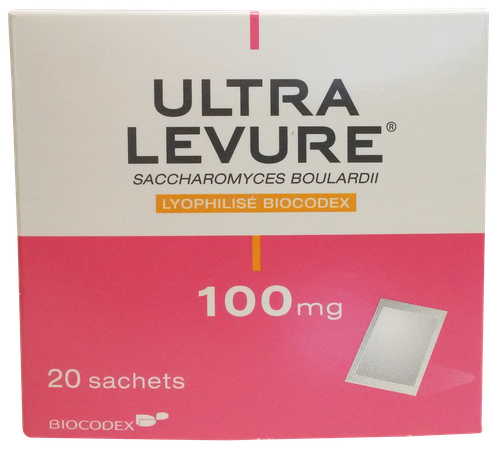 ULTRA
LEVURE®
SACCHAROMYCES BOULARDII
LYOPHILISÉ BIOCODEX
100mg
20 sachets
BIOCODEX